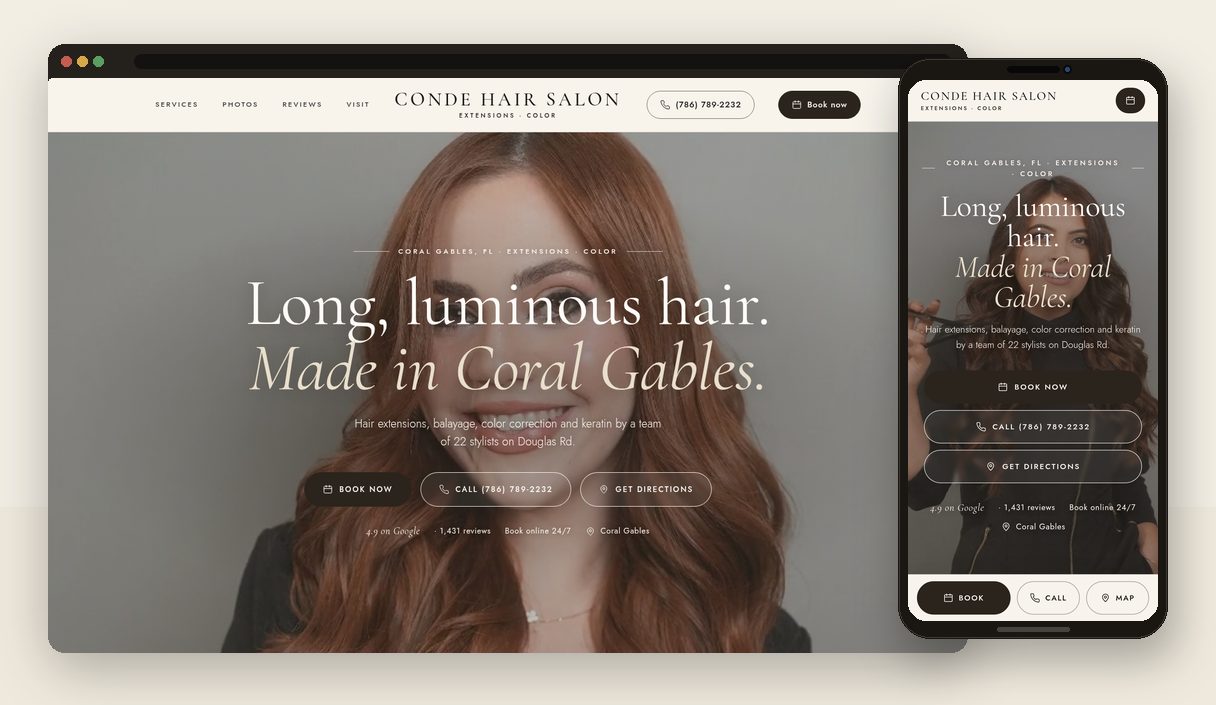 SERVICES PHOTOS REVIEWS VISIT
CONDE HAIR SALON
EXTENSIONS · COLOR
(786) 789-2232
Book now
CORAL GABLES, FL · EXTENSIONS · COLOR
Long, luminous hair.
Made in Coral Gables.
Hair extensions, balayage, color correction and keratin by a team
of 22 stylists on Douglas Rd.
BOOK NOW
CALL (786) 789-2232
GET DIRECTIONS
4.9 on Google · 1,431 reviews Book online 24/7 Coral Gables
CONDE HAIR SALON
EXTENSIONS · COLOR
CORAL GABLES, FL · EXTENSIONS
· COLOR
Long, luminous
hair.
Made in Coral
Gables.
Hair extensions, balayage, color correction and keratin
by a team of 22 stylists on Douglas Rd.
BOOK NOW
CALL (786) 789-2232
GET DIRECTIONS
4.9 on Google · 1,431 reviews Book online 24/7
Coral Gables
BOOK CALL MAP